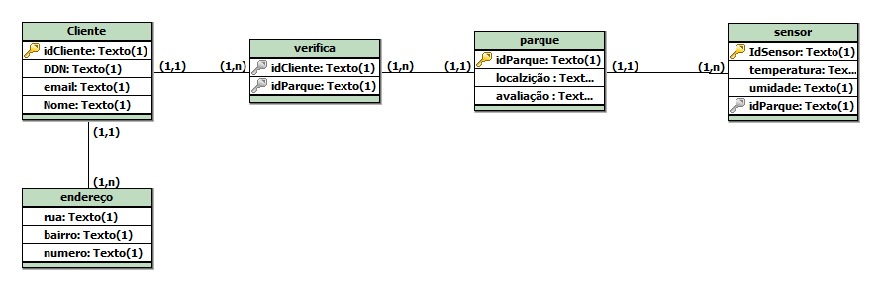 Cliente
idCliente: Texto(1)
DDN: Texto(1)
email: Texto(1)
Nome: Texto(1)
(1,1)
(1,n)
verifica
idCliente: Texto(1)
idParque: Texto(1)
(1,n)
(1,1)
parque
idParque: Texto(1)
localzição : Text...
avaliação : Text...
(1,1)
(1,n)
sensor
IdSensor: Texto(1)
temperatura: Tex...
umidade: Texto(1)
idParque: Texto(1)
(1,1)
(1,n)
endereço
rua: Texto(1)
bairro: Texto(1)
numero: Texto(1)